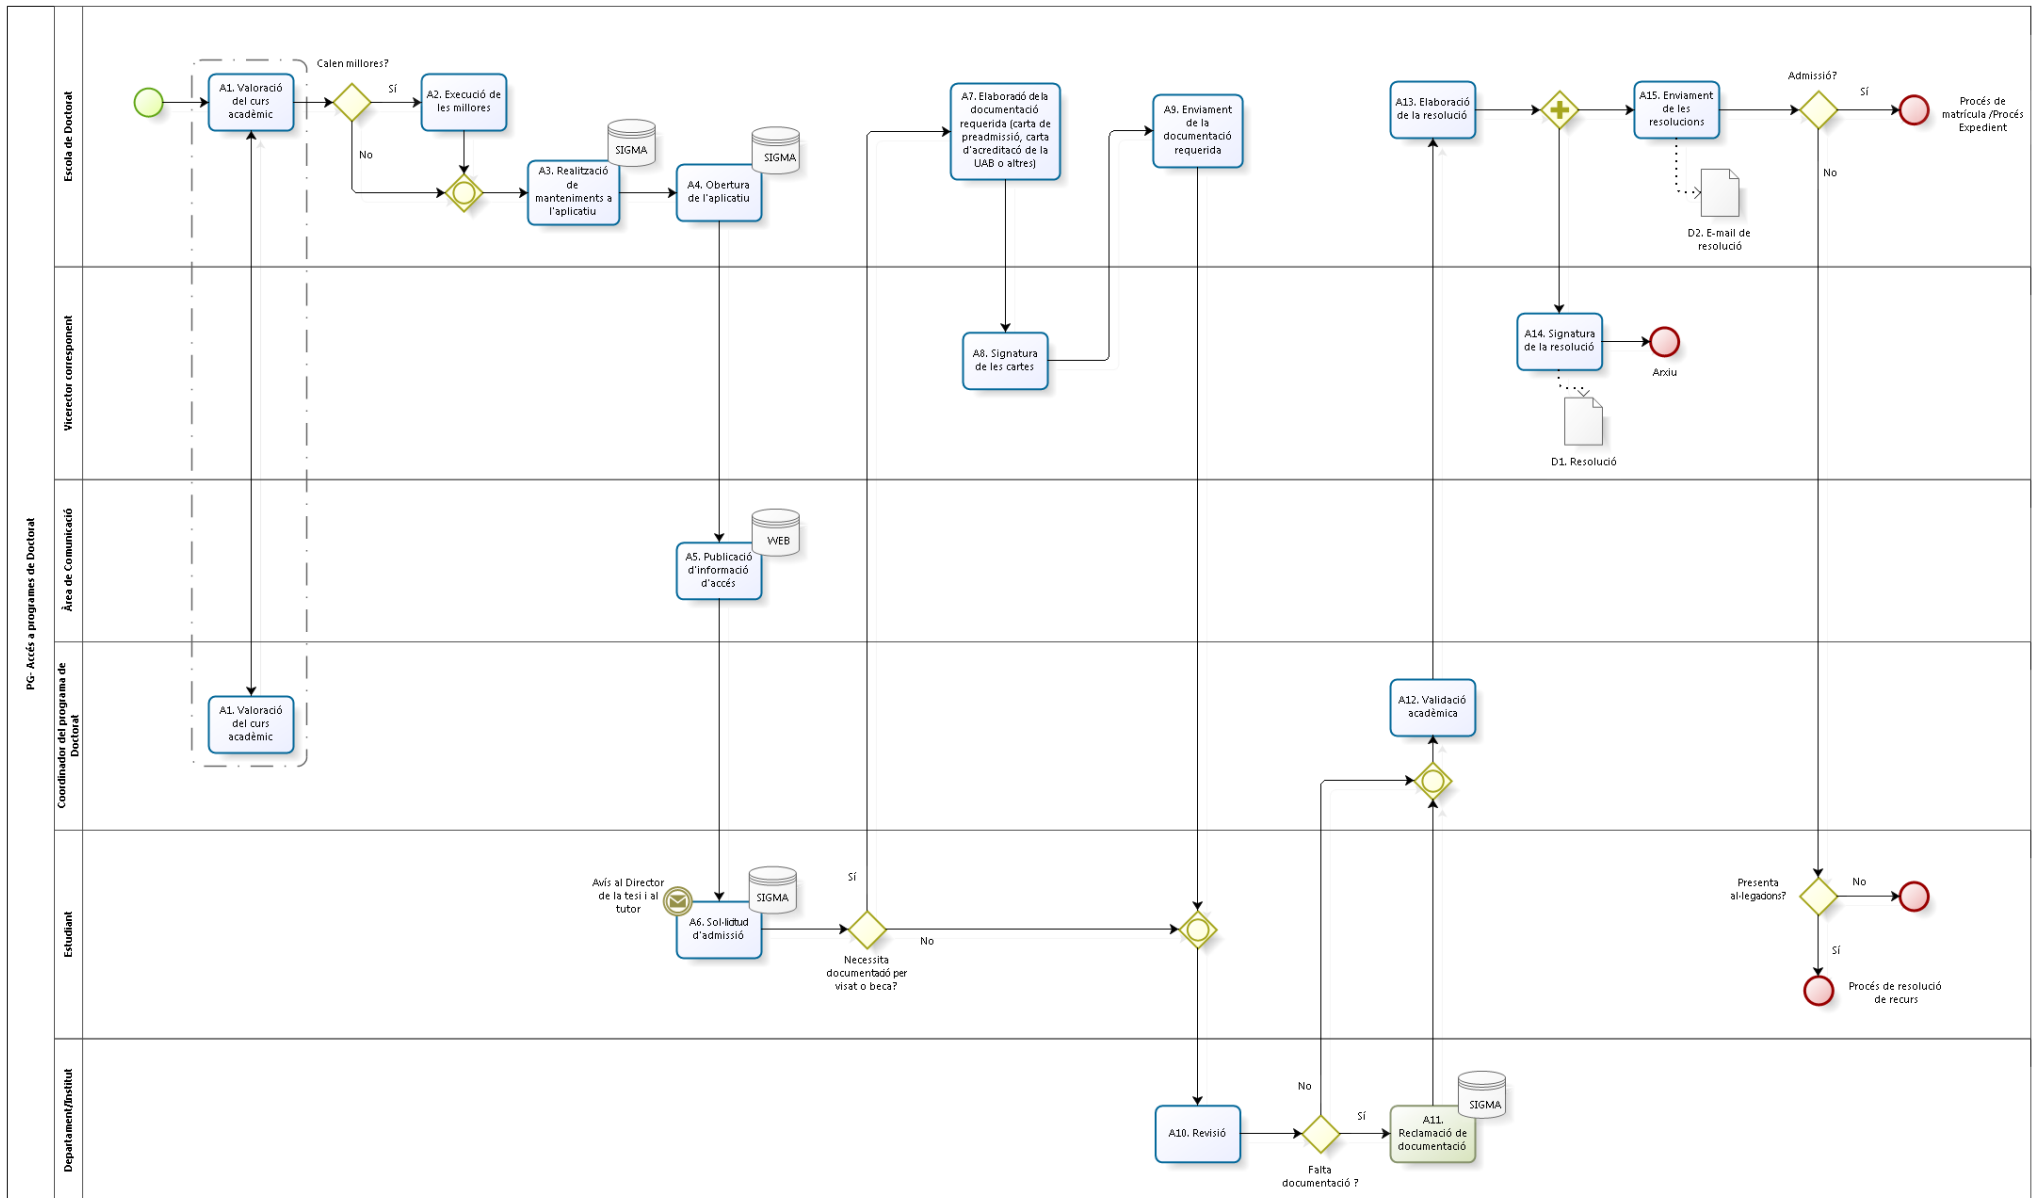 PG- Accés a programes de Doctorat
Escola de Doctorat
Calen millores?
A1. Valoració
del curs
acadèmic
Sí
No
A2. Execució de
les millores
SIGMA
A3. Realització
de
manteniments a
l'aplicatiu
SIGMA
A4. Obertura
de l'aplicatiu
A7. Elaboració de la
documentació
requerida (carta de
preadmissió, carta
d'acreditacó de la
UAB o altres)
A9. Enviament
de la
documentació
requerida
A13. Elaboració
de la resolució
A15. Enviament
de les
resolucions
D2. E-mail de
resolució
Admissió?
Sí
No
Procés de
matrícula /Procés
Expedient
Vicerector corresponent
A8. Signatura
de les cartes
A14. Signatura
de la resolució
Arxiu
D1. Resolució
Àrea de Comunicació
WEB
A5. Publicació
d'informació
d'accés
Coordinador del programa de
Doctorat
A1. Valoració
del curs
acadèmic
A12. Validació
acadèmica
Estudiant
Avís al Director
de la tesi i al
tutor
SIGMA
A6. Sol·licitud
d'admissió
Sí
No
Necessita
documentació per
visat o beca?
Presenta
al·legacions?
No
Sí
Procés de resolució
de recurs
Departament/Institut
A10. Revisió
No
Sí
Falta
documentació ?
SIGMA
A11.
Reclamació de
documentació